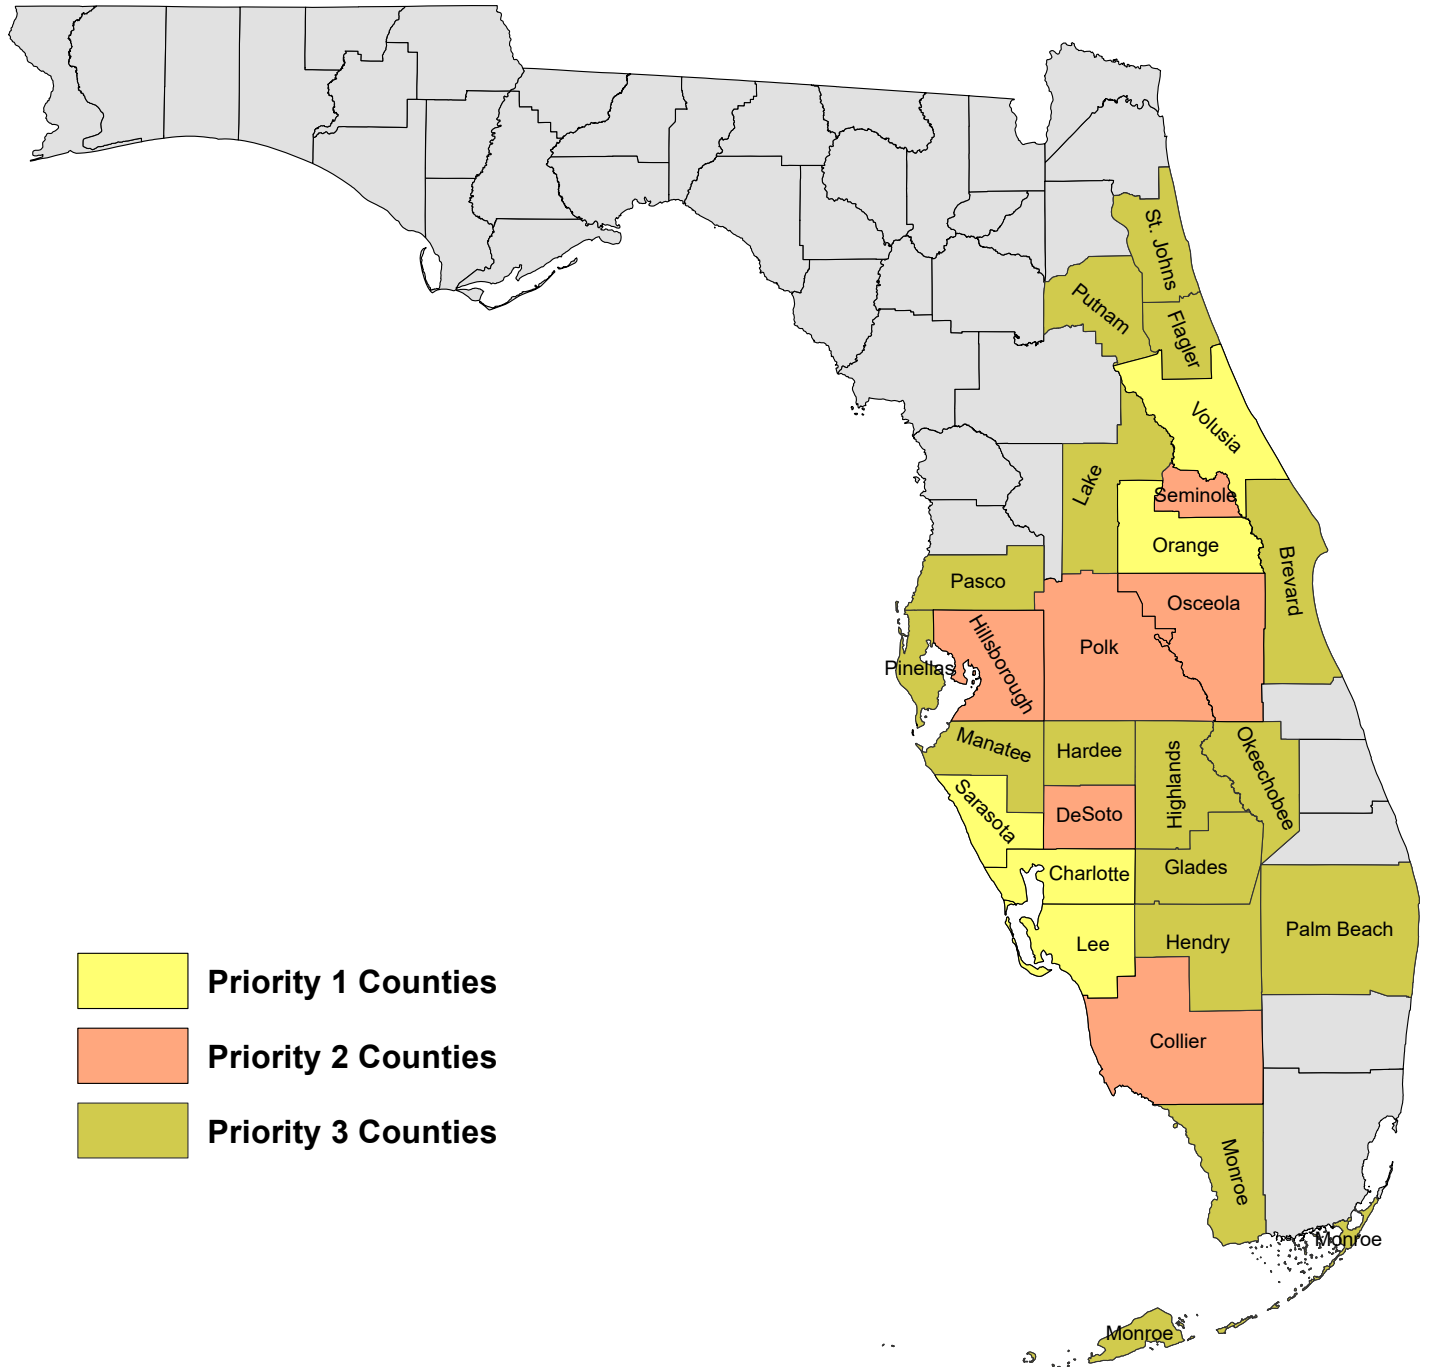 St. Johns
Putnam
Flagler
Volusia
Lake
Seminole
Orange
Brevard
Pasco
Osceola
Hillsborough
Polk
Pinellas
Manatee
Hardee
Highlands
Okeechobee
Sarasota
DeSoto
Charlotte
Glades
Lee
Hendry
Palm Beach
Collier
Monroe
Monroe
Monroe
Priority 1 Counties
Priority 2 Counties
Priority 3 Counties